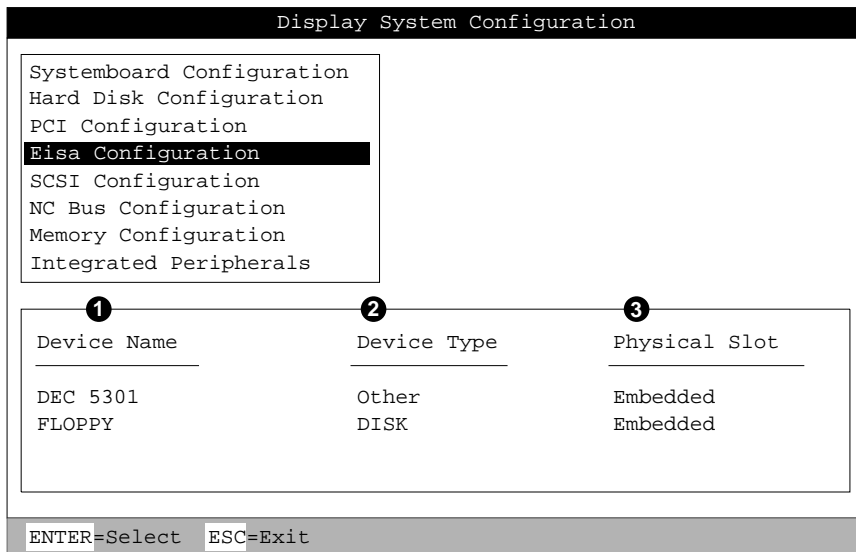 Display System Configuration
Systemboard Configuration
Hard Disk Configuration
PCI Configuration
Eisa Configuration
SCSI Configuration
NC Bus Configuration
Memory Configuration
Integrated Peripherals
1 2 3
Device Name Device Type Physical Slot
DEC 5301 Other Embedded
FLOPPY DISK Embedded
ENTER=Select ESC=Exit